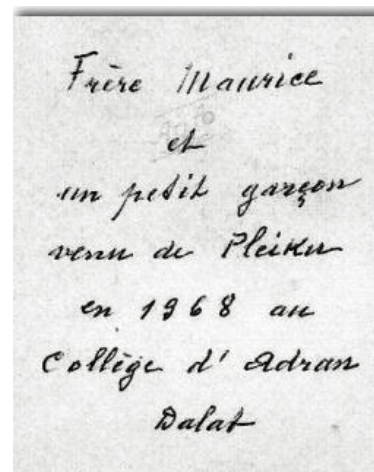 Frère Maurice
et
un petit garçon
venu de Pleiku
en 1968 au
Collège d'Adran
Dalat